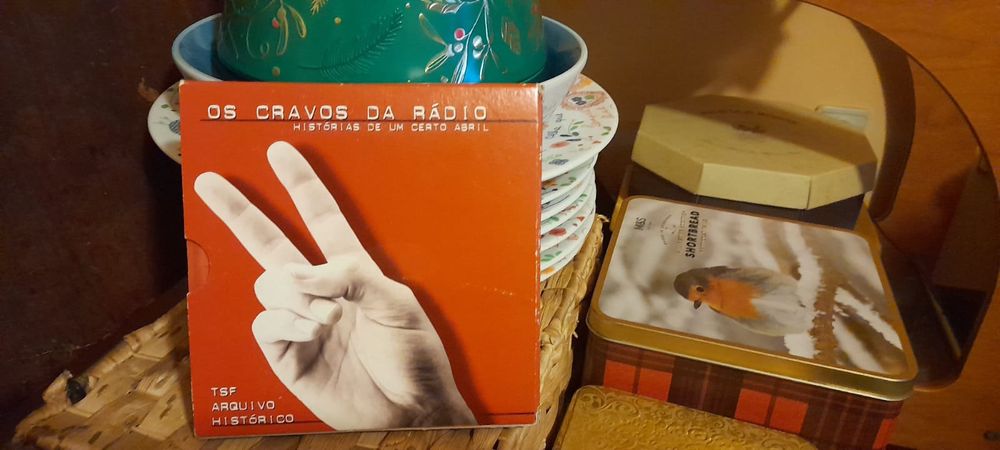 OS CRAVOS DA RÁDIO
HISTÓRIAS DE UM CERTO ABRIL
TSF
ARQUIVO
HISTÓRICO
M&S
SHORTBREAD